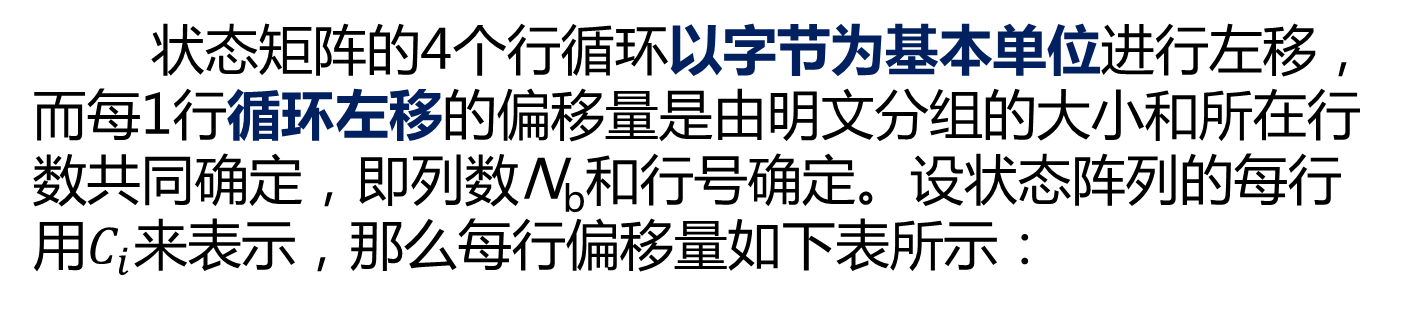 状态矩阵的4个行循环以字节为基本单位进行左移，
而每1行循环左移的偏移量是由明文分组的大小和所在行
数共同确定，即列数Nb和行号确定。设状态阵列的每行
用Ci来表示，那么每行偏移量如下表所示：